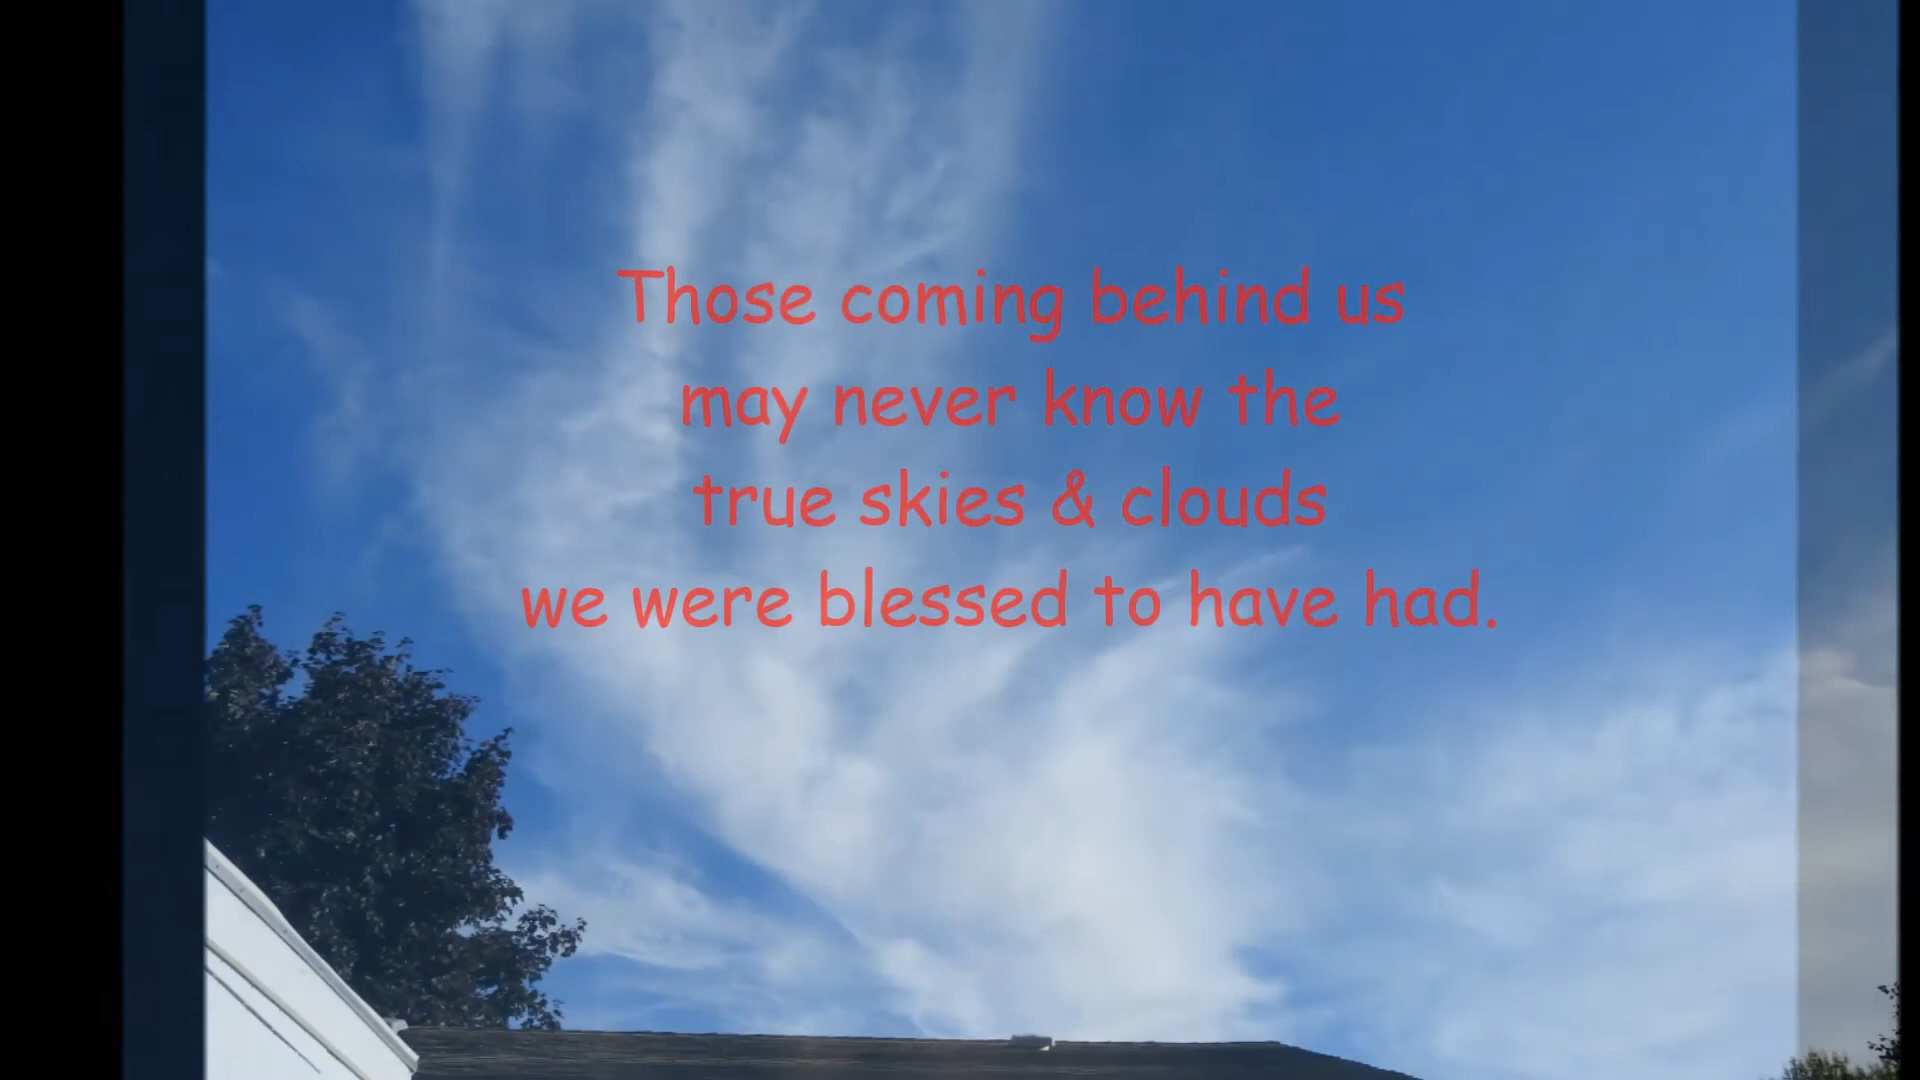 Those coming behind us
may never know the
true skies & clouds
we were blessed to have had.